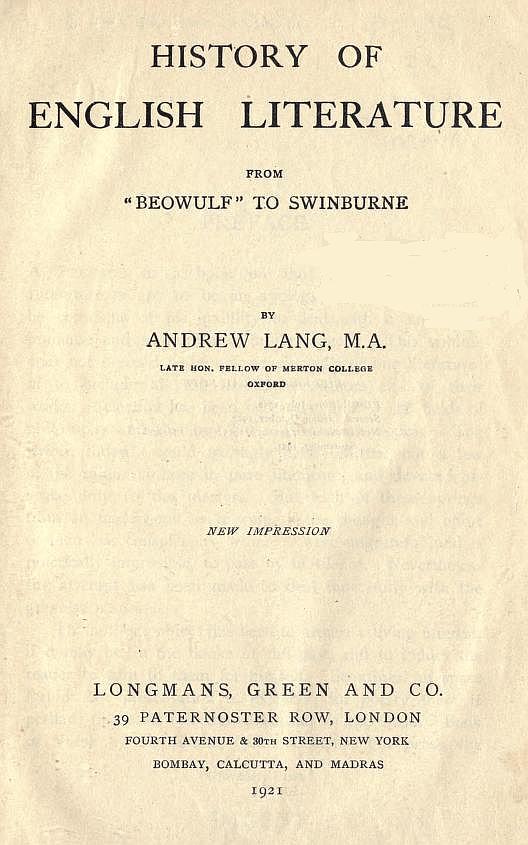 HISTORY OF
ENGLISH LITERATURE
FROM
"BEOWULF" TO SWINBURNE
BY
ANDREW LANG, M.A.
LATE HON. FELLOW OF MERTON COLLEGE
OXFORD
NEW IMPRESSION
LONGMANS, GREEN AND CO.
39 PATERNOSTER ROW, LONDON
FOURTH AVENUE & 30TH STREET, NEW YORK
BOMBAY, CALCUTTA, AND MADRAS
1921